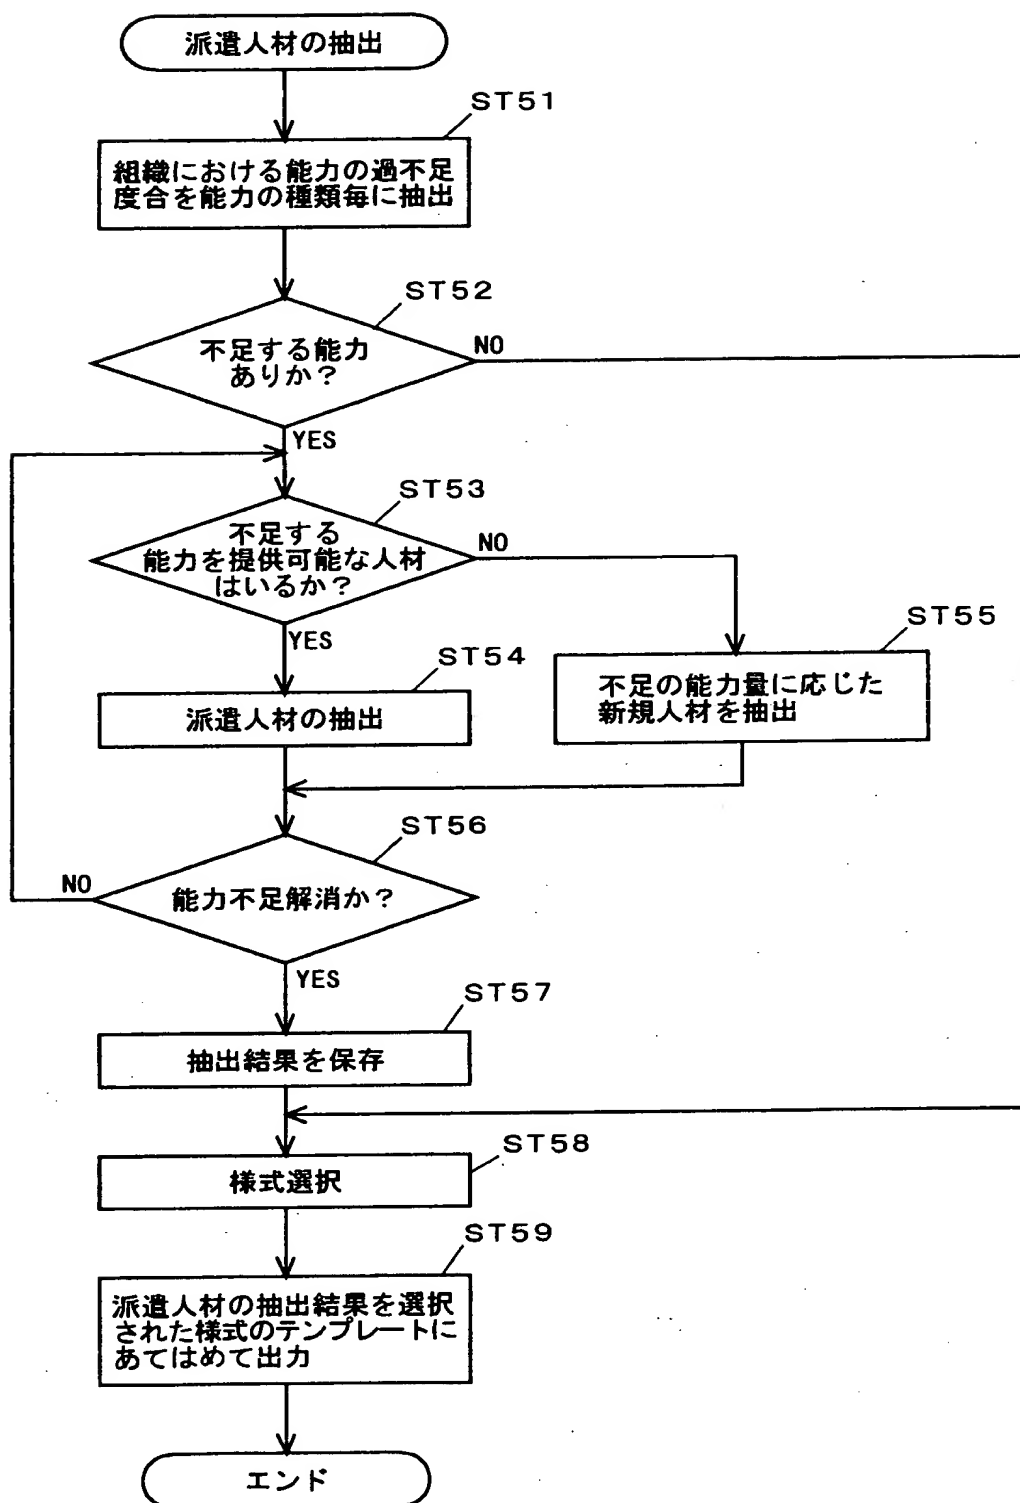 派遣人材の抽出
ST51
組織における能力の過不足
度合を能力の種類毎に抽出
ST52
不足する能力
ありか?
NO
YES
ST53
不足する
能力を提供可能な人材
はいるか?
NO
YES
ST54
派遣人材の抽出
ST55
不足の能力量に応じた
新規人材を抽出
ST56
能力不足解消か?
NO
YES
ST57
抽出結果を保存
ST58
様式選択
ST59
派遣人材の抽出結果を選択
された様式のテンプレートに
あてはめて出力
エンド